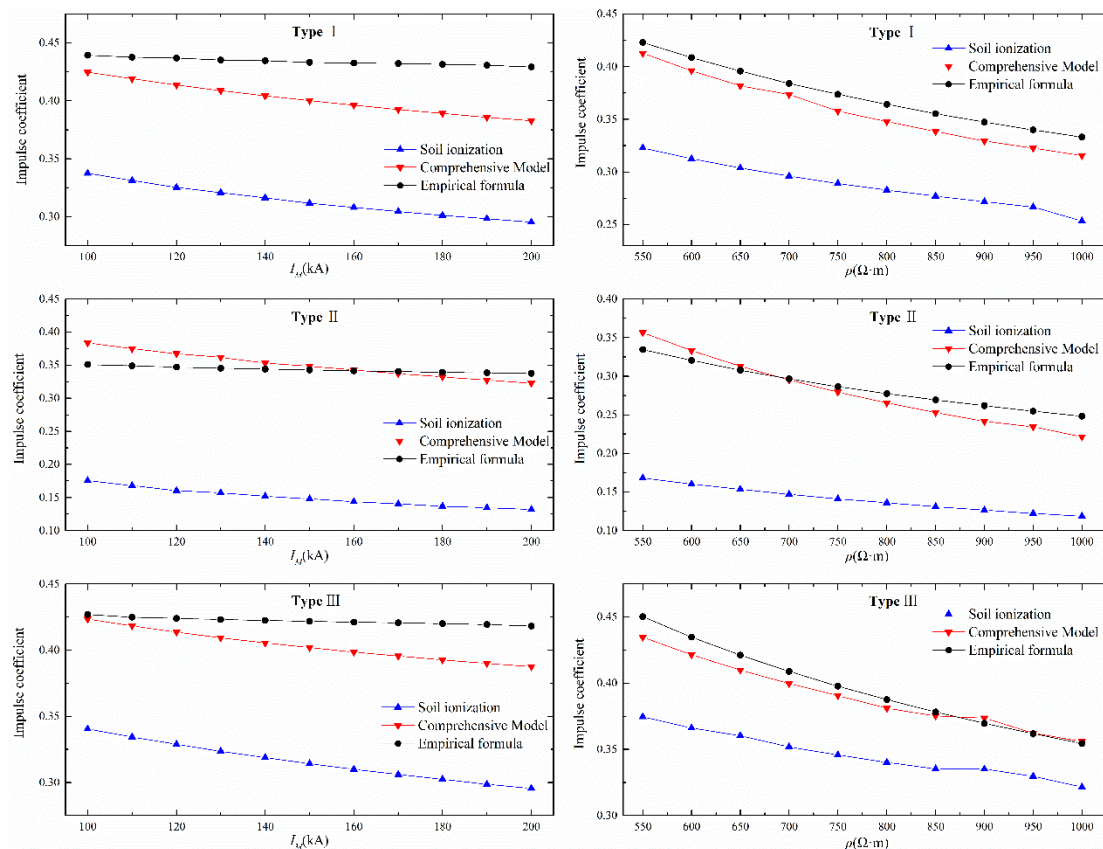 Type Ⅰ
Impulse coefficient
0.45
0.40
0.35
0.30
Soil ionization
Comprehensive Model
Empirical formula
100
120
140
160
180
200
I_M(kA)
Type Ⅰ
Impulse coefficient
0.45
0.40
0.35
0.30
0.25
Soil ionization
Comprehensive Model
Empirical formula
550
600
650
700
750
800
850
900
950
1000
ρ(Ω·m)
Type Ⅱ
Impulse coefficient
0.45
0.40
0.35
0.30
0.25
0.20
0.15
0.10
Soil ionization
Comprehensive Model
Empirical formula
100
120
140
160
180
200
I_M(kA)
Type Ⅱ
Impulse coefficient
0.40
0.35
0.30
0.25
0.20
0.15
0.10
Soil ionization
Comprehensive Model
Empirical formula
550
600
650
700
750
800
850
900
950
1000
ρ(Ω·m)
Type Ⅲ
Impulse coefficient
0.45
0.40
0.35
0.30
Soil ionization
Comprehensive Model
Empirical formula
100
120
140
160
180
200
I_M(kA)
Type Ⅲ
Impulse coefficient
0.45
0.40
0.35
0.30
Soil ionization
Comprehensive Model
Empirical formula
550
600
650
700
750
800
850
900
950
1000
ρ(Ω·m)